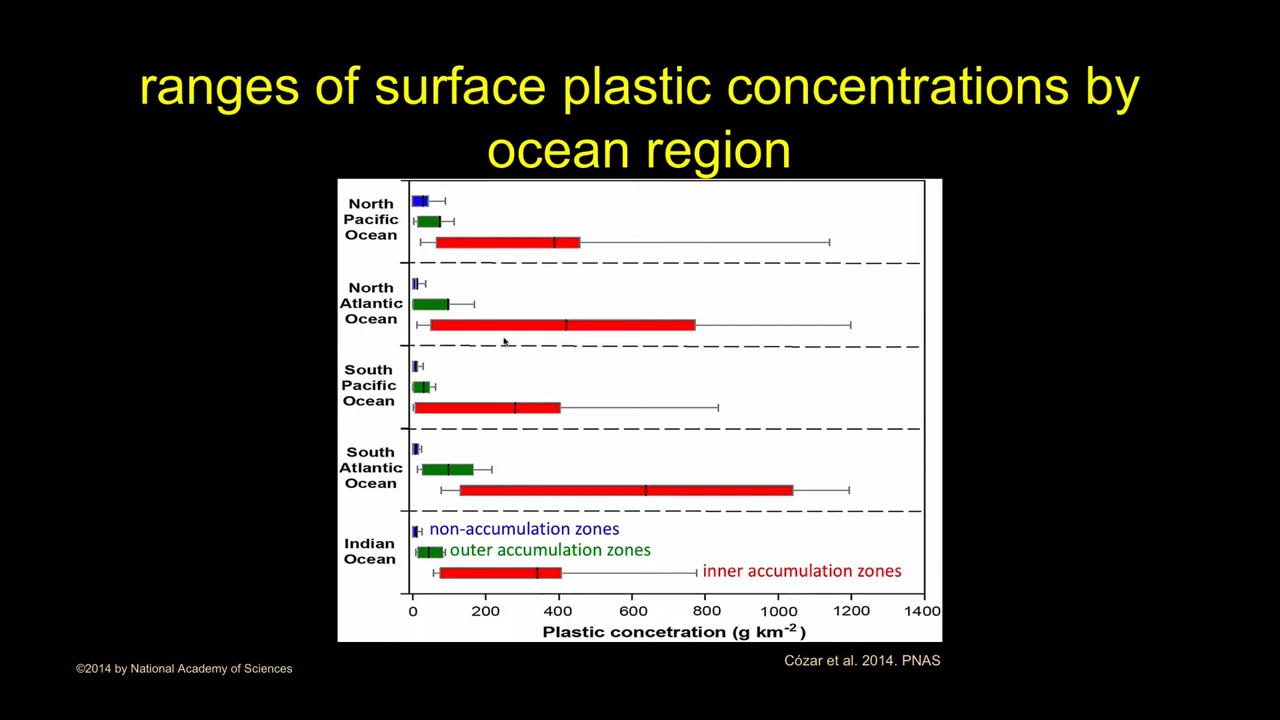 ranges of surface plastic concentrations by
ocean region
North
Pacific
Ocean
North
Atlantic
Ocean
South
Pacific
Ocean
South
Atlantic
Ocean
Indian
Ocean
non-accumulation zones
outer accumulation zones
inner accumulation zones
0 200 400 600 800 1000 1200 1400
Plastic concetration (g km⁻²)
©2014 by National Academy of Sciences
Cózar et al. 2014. PNAS